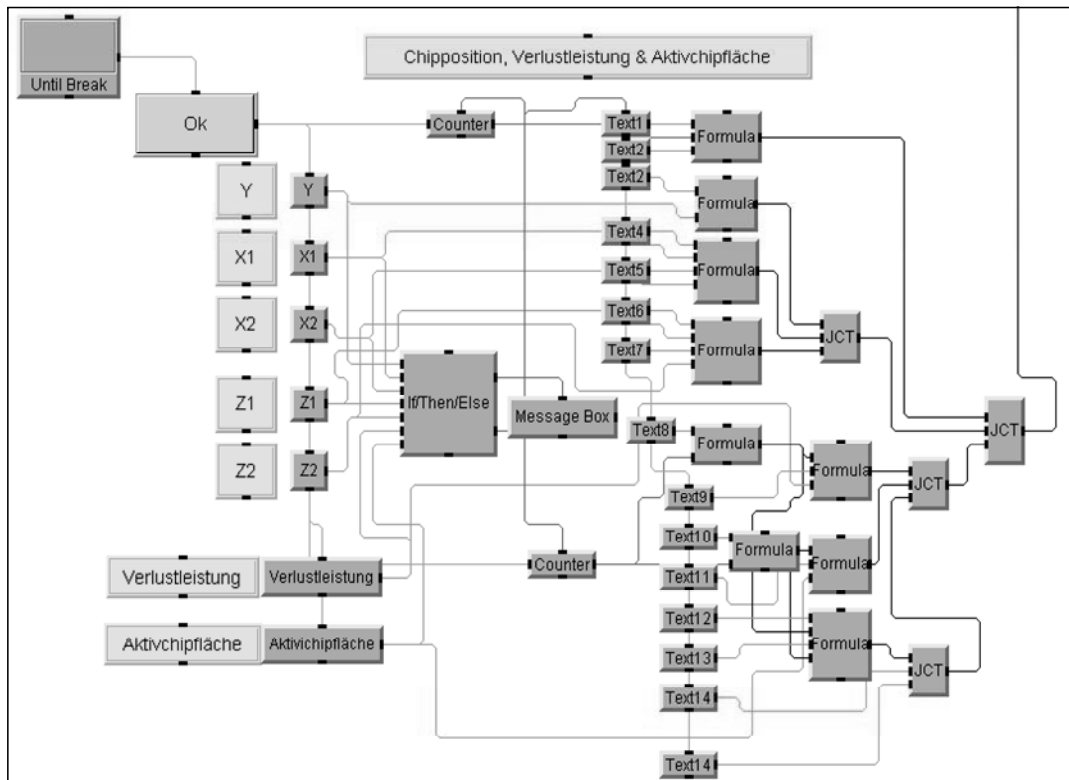 Until Break
Chipposition, Verlustleistung & Aktivchipfläche
Ok
Counter
Text1
Formula
Text2
Y
Y
Text2
Formula
X1
X1
Text4
Text5
Formula
X2
X2
Text6
Text7
Formula
JCT
Z1
Z1
If/Then/Else
Message Box
JCT
Z2
Z2
Text8
Formula
Formula
JCT
Text9
Text10
Formula
Verlustleistung
Verlustleistung
Counter
Text11
Formula
Text12
Aktivchipfläche
Aktivichipfläche
Text13
Formula
JCT
Text14
Text14